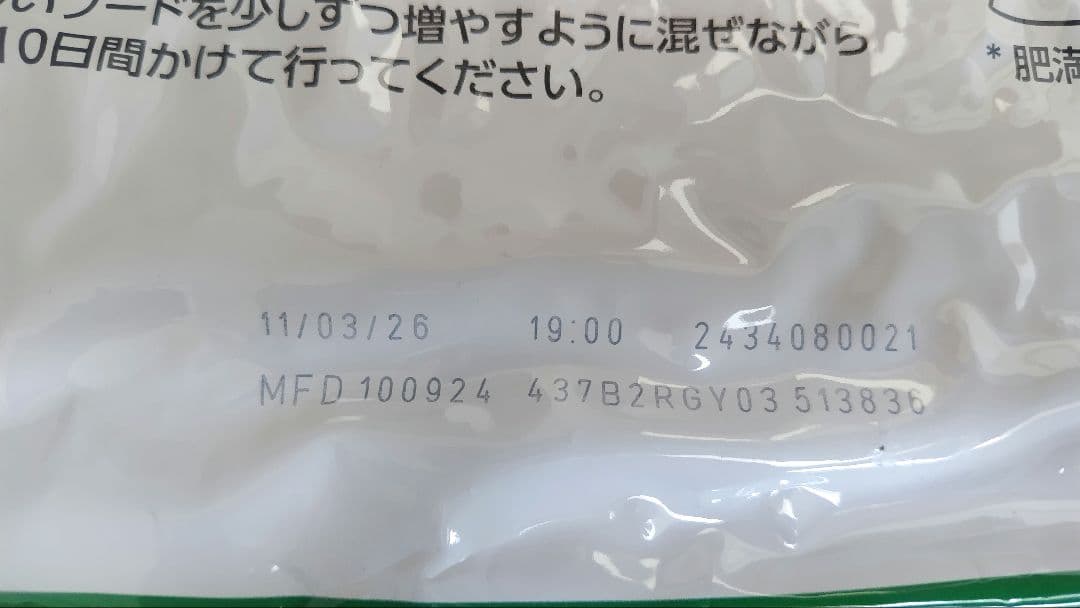 フードを少しずつ増やすように混ぜながら
10日間かけて行ってください。
*肥満
11/03/26 19:00 2434080021
MFD 100924 437B2RGY03 513836